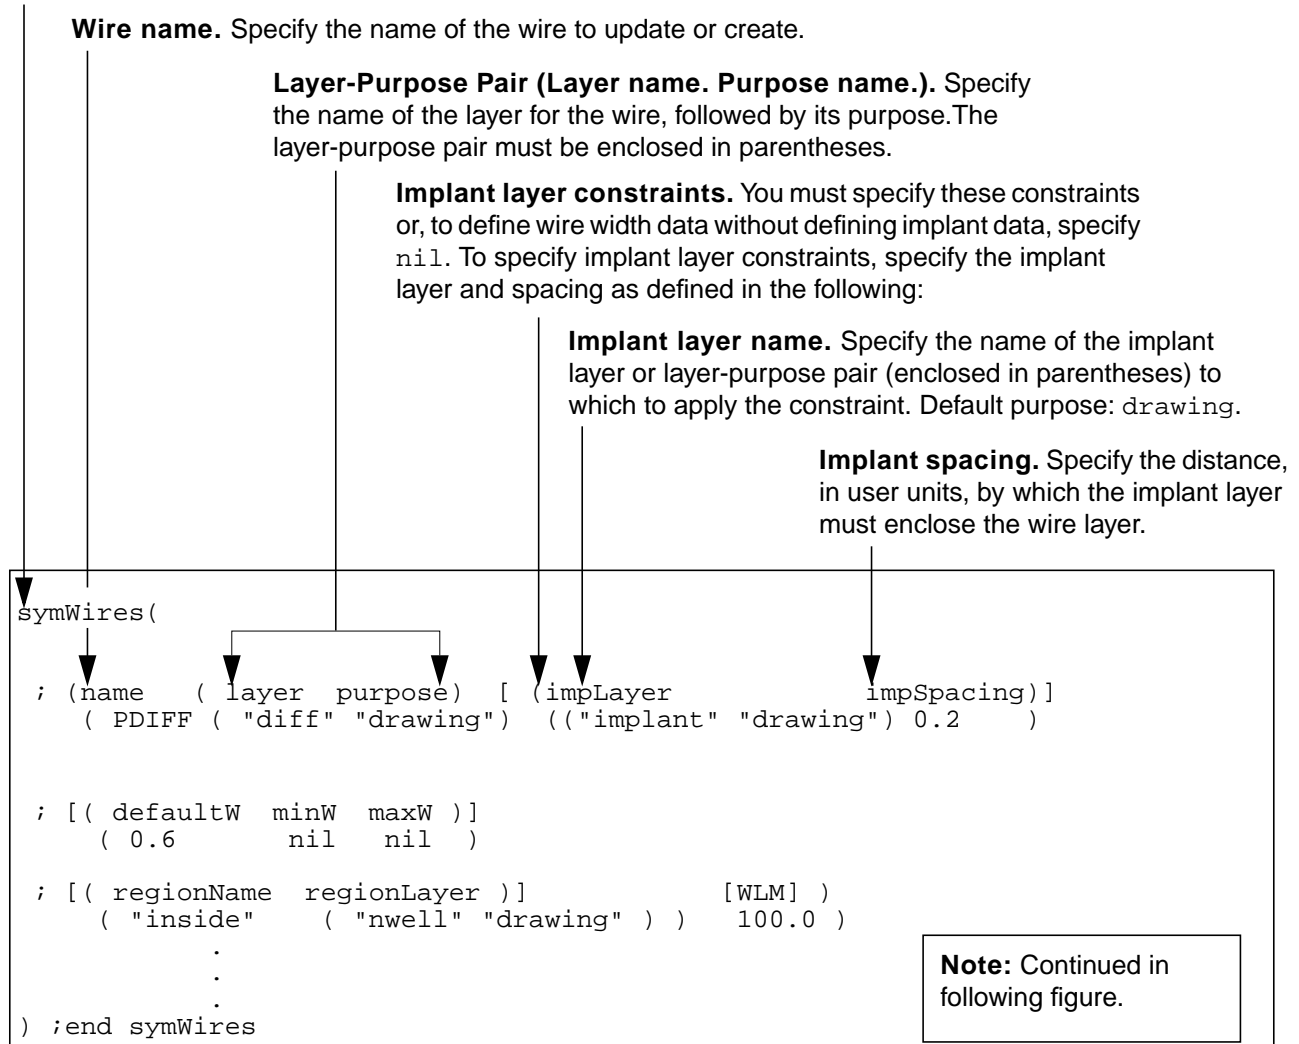 Wire name. Specify the name of the wire to update or create.
Layer-Purpose Pair (Layer name. Purpose name.). Specify
the name of the layer for the wire, followed by its purpose.The
layer-purpose pair must be enclosed in parentheses.
Implant layer constraints. You must specify these constraints
or, to define wire width data without defining implant data, specify
nil. To specify implant layer constraints, specify the implant
layer and spacing as defined in the following:
Implant layer name. Specify the name of the implant
layer or layer-purpose pair (enclosed in parentheses) to
which to apply the constraint. Default purpose: drawing.
Implant spacing. Specify the distance,
in user units, by which the implant layer
must enclose the wire layer.
symWires(
; (name ( layer purpose) [ (impLayer impSpacing)]
( PDIFF ( "diff" "drawing") (("implant" "drawing") 0.2 )
; [( defaultW minW maxW )]
( 0.6 nil nil )
; [( regionName regionLayer )] [WLM] )
( "inside" ( "nwell" "drawing" ) ) 100.0 )
.
.
.
) ;end symWires
Note: Continued in
following figure.